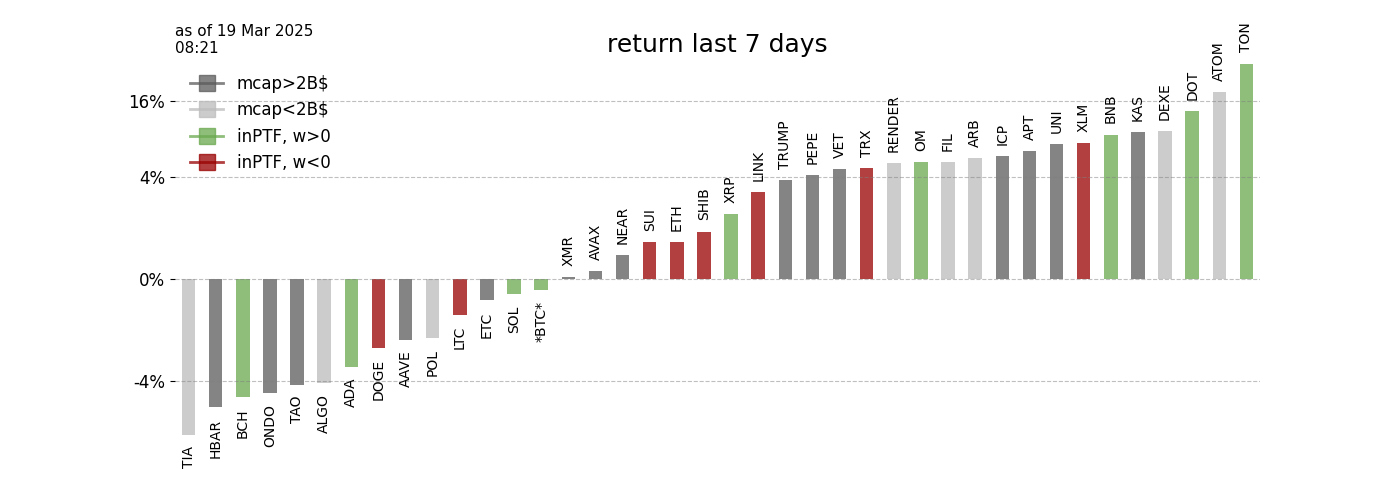 as of 19 Mar 2025
08:21
return last 7 days
mcap>2B$
mcap<2B$
inPTF, w>0
inPTF, w<0
16%
4%
0%
-4%
TIA
HBAR
BCH
ONDO
TAO
ALGO
ADA
DOGE
AAVE
POL
LTC
ETC
SOL
*BTC*
XMR
AVAX
NEAR
SUI
ETH
SHIB
XRP
LINK
TRUMP
PEPE
VET
TRX
RENDER
OM
FIL
ARB
ICP
APT
UNI
XLM
BNB
KAS
DEXE
DOT
ATOM
TON